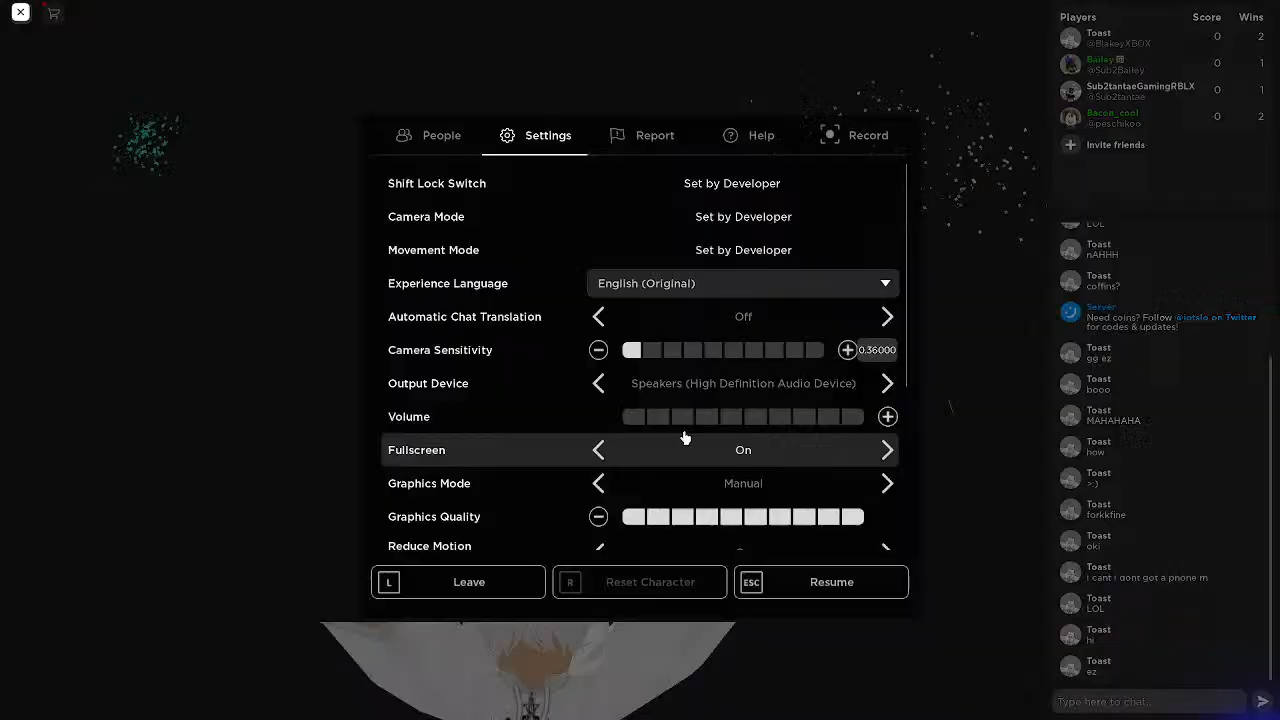 People
Settings
Report
Help
Record
Shift Lock Switch
Set by Developer
Camera Mode
Set by Developer
Movement Mode
Set by Developer
Experience Language
English (Original)
Automatic Chat Translation
Off
Camera Sensitivity
0.36000
Output Device
Speakers (High Definition Audio Device)
Volume
Fullscreen
On
Graphics Mode
Manual
Graphics Quality
Reduce Motion
L
Leave
R
Reset Character
ESC
Resume
Players
Score
Wins
Toast
@BlakeyXBOX
0
2
Bailey
@Sub2Bailey
0
1
Sub2tantaeGamingRBLX
@Sub2tantae
0
1
Bacon_cool
@peschikoo
0
2
Invite friends
LOL
Toast
nAHHH
Toast
coffins?
Server
Need coins? Follow @iotslo on Twitter
for codes & updates!
Toast
gg ez
Toast
booo
Toast
MAHAHAHA
Toast
how
Toast
>:)
Toast
forkkfine
Toast
oki
Toast
i cant i dont got a phone m
Toast
LOL
Toast
hi
Toast
ez
Type here to chat..